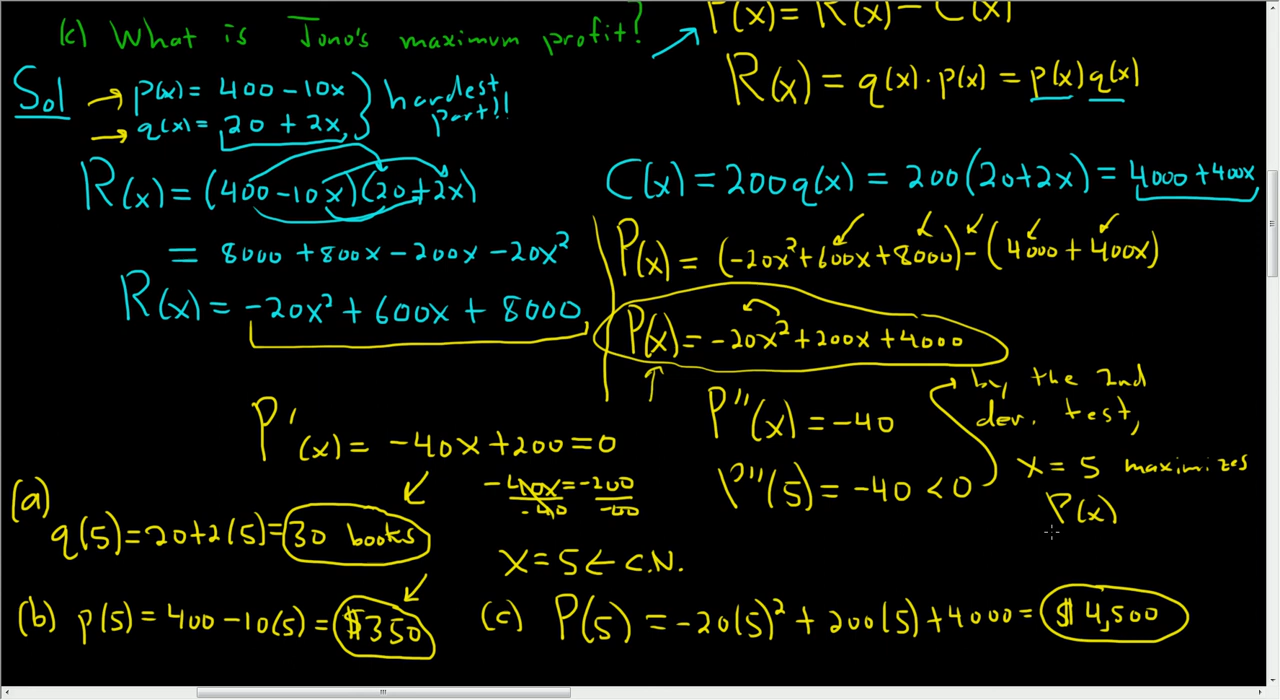 (c) What is Jono's maximum profit?
P(x) = R(x) - C(x)
R(x) = q(x)·p(x) = p(x)q(x)
Sol
p(x) = 400 - 10x
q(x) = 20 + 2x,
hardest
part?!
R(x) = (400 - 10x)(20 + 2x)
= 8000 + 800x - 200x - 20x²
R(x) = -20x² + 600x + 8000
C(x) = 200q(x) = 200(20+2x) = 4000 + 400x
P(x) = (-20x² + 600x + 8000) - (4000 + 400x)
P(x) = -20x² + 200x + 4000
P'(x) = -40x + 200 = 0
-40x = -200
-40 -40
x = 5 ← C.N.
P''(x) = -40
P''(5) = -40 < 0
by the 2nd
der. test,
x = 5 maximizes
P(x)
(a)
q(5) = 20+2(5) = 30 books
(b) p(5) = 400 - 10(5) = $350
(c) P(5) = -20(5)² + 200(5) + 4000 = $4,500